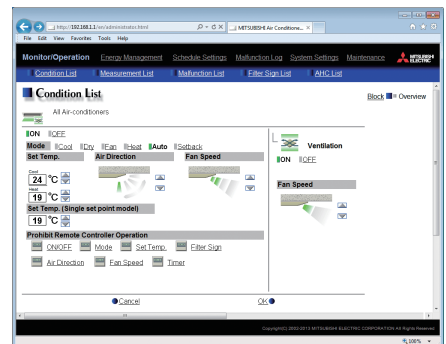 http://192.168.1.1/en/administrator.html
MITSUBISHI Air Conditione...
File Edit View Favorites Tools Help
Monitor/Operation Energy Management Schedule Settings Malfunction Log System Settings Maintenance MITSUBISHI ELECTRIC
Condition List Measurement List Malfunction List Filter Sign List AHC List
Condition List
Block Overview
All Air-conditioners
ON OFF
Mode Cool Dry Fan Heat Auto Setback
Ventilation
Set Temp. Air Direction Fan Speed
ON OFF
Cool
24 °C
Fan Speed
Heat
19 °C
Set Temp. (Single set point model)
19 °C
Prohibit Remote Controller Operation
ON/OFF Mode Set Temp. Filter Sign
Air Direction Fan Speed Timer
Cancel OK
Copyright(C) 2002-2013 MITSUBISHI ELECTRIC CORPORATION All Rights Reserved
100%